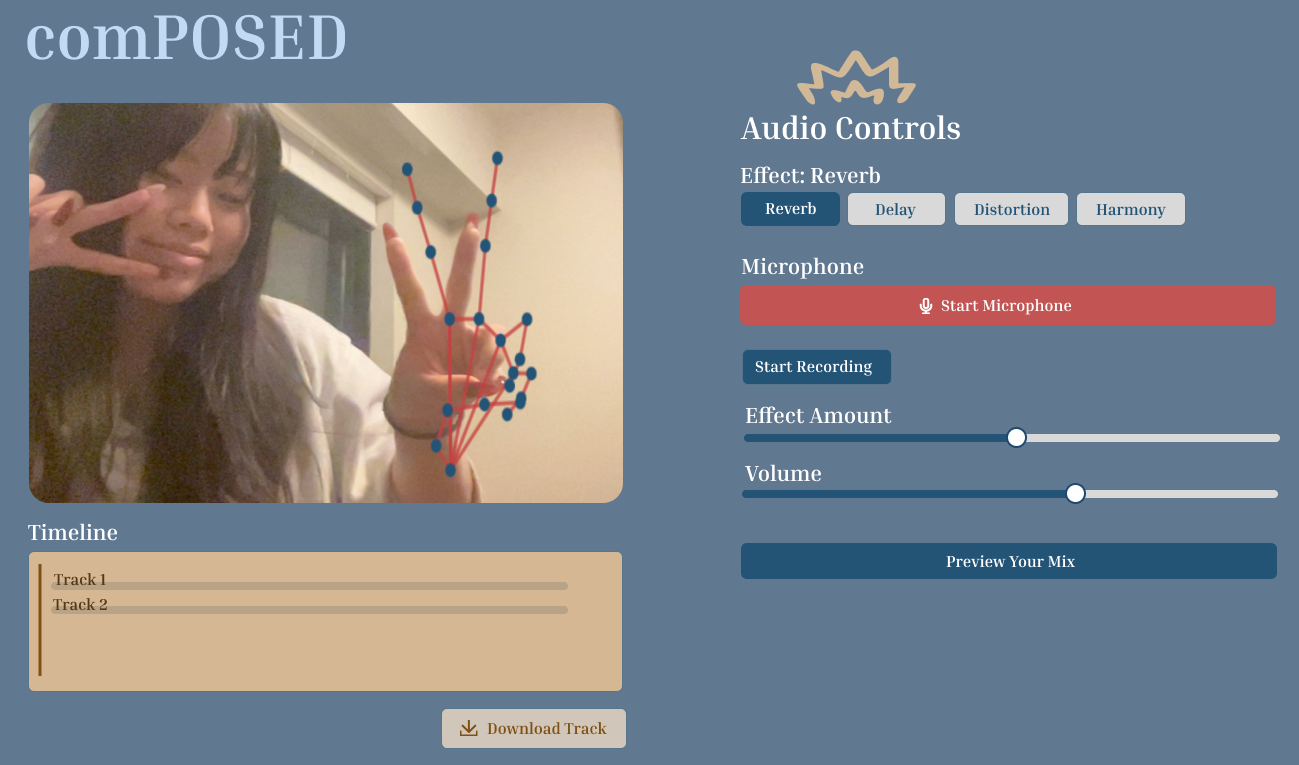 comPOSED
Audio Controls
Effect: Reverb
Reverb
Delay
Distortion
Harmony
Microphone
Start Microphone
Start Recording
Effect Amount
Volume
Preview Your Mix
Timeline
Track 1
Track 2
Download Track